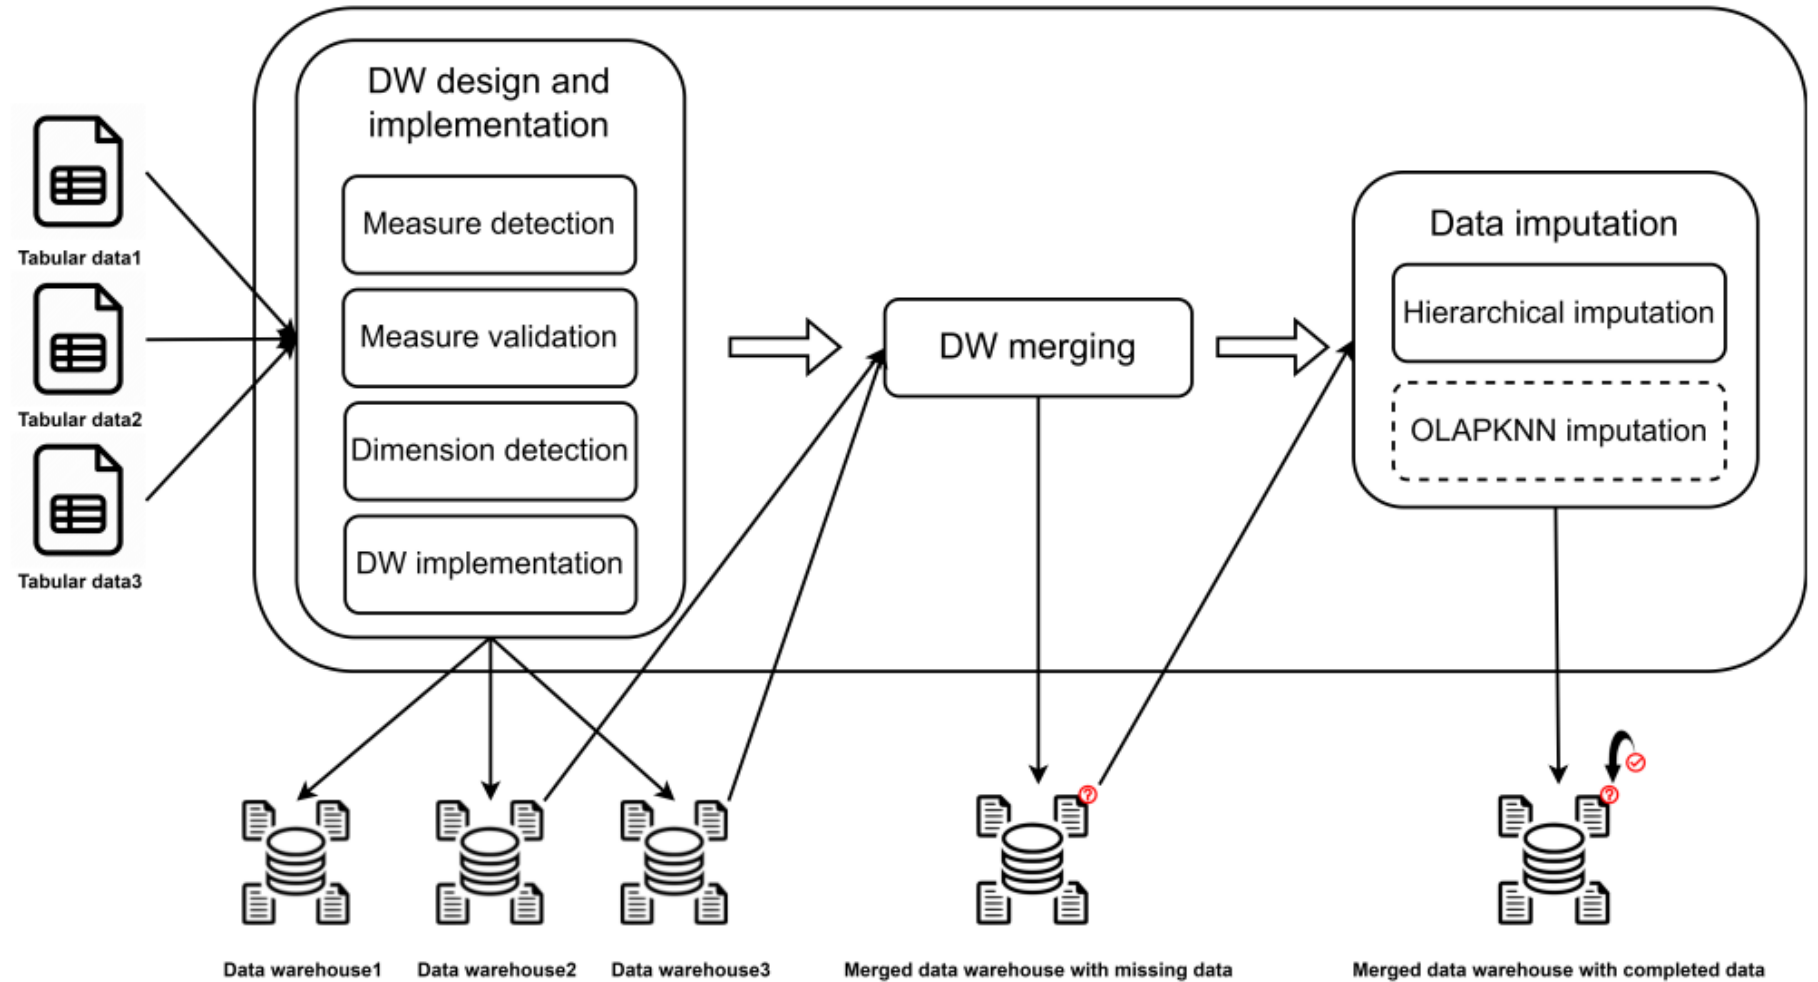 Tabular data1
Tabular data2
Tabular data3
DW design and
implementation
Measure detection
Measure validation
Dimension detection
DW implementation
DW merging
Data imputation
Hierarchical imputation
OLAPKNN imputation
?
?
Data warehouse1
Data warehouse2
Data warehouse3
Merged data warehouse with missing data
Merged data warehouse with completed data